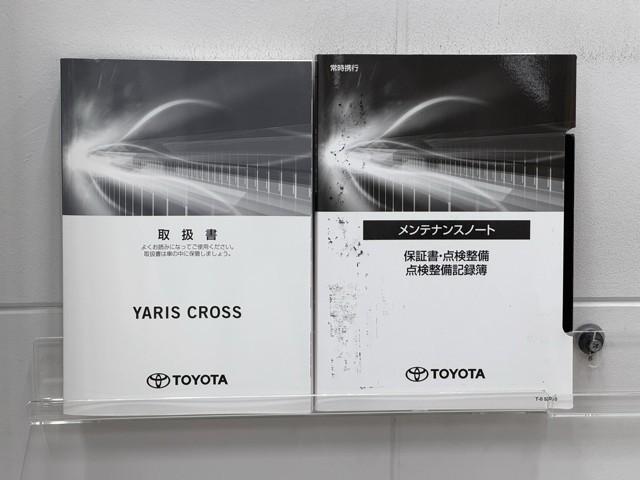 取扱書
よくお読みになってご使用ください。
取扱書は車の中に保管しましょう。
YARIS CROSS
TOYOTA
常時携行
メンテナンスノート
保証書・点検整備
点検整備記録簿
TOYOTA